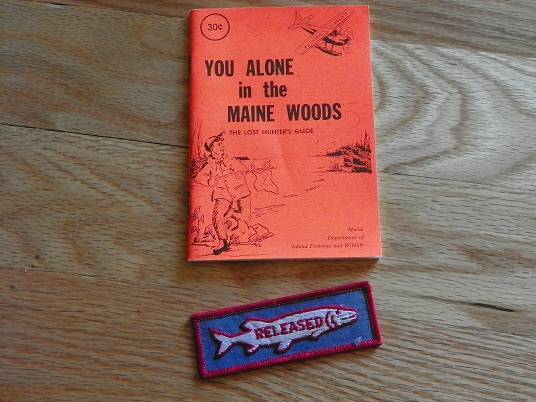 30¢
YOU ALONE
in the
MAINE WOODS
THE LOST HUNTER'S GUIDE
Maine
Department of
Inland Fisheries and Wildlife
RELEASED